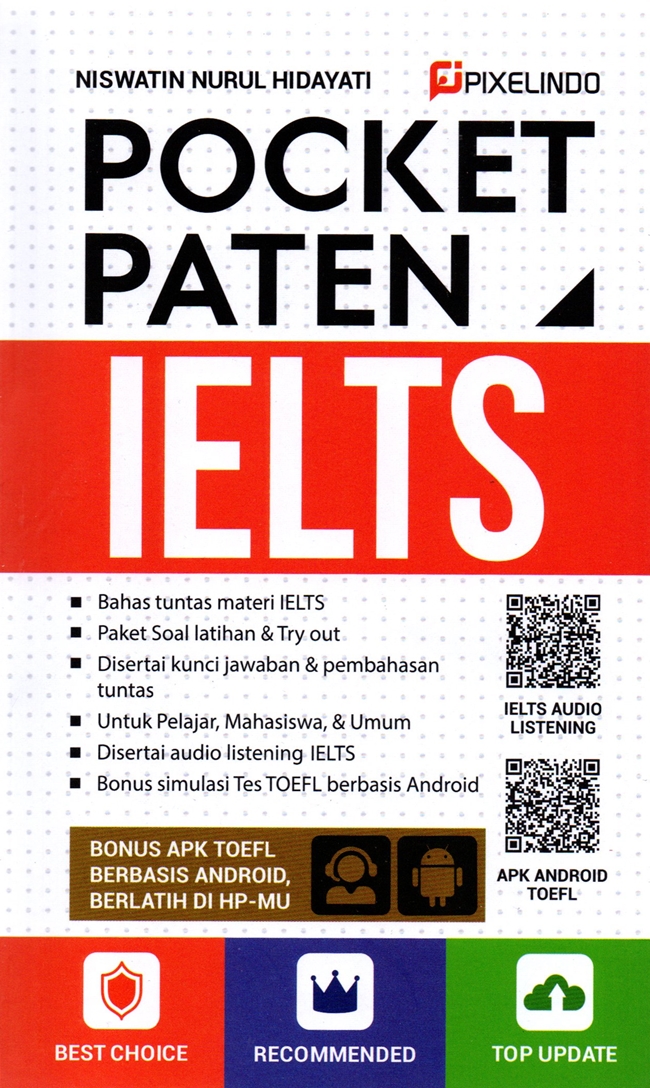 NISWATIN NURUL HIDAYATI
PIXELINDO
POCKET
PATEN
IELTS
■ Bahas tuntas materi IELTS
■ Paket Soal latihan & Try out
■ Disertai kunci jawaban & pembahasan
tuntas
■ Untuk Pelajar, Mahasiswa, & Umum
■ Disertai audio listening IELTS
■ Bonus simulasi Tes TOEFL berbasis Android
IELTS AUDIO
LISTENING
APK ANDROID
TOEFL
BONUS APK TOEFL
BERBASIS ANDROID,
BERLATIH DI HP-MU
BEST CHOICE
RECOMMENDED
TOP UPDATE